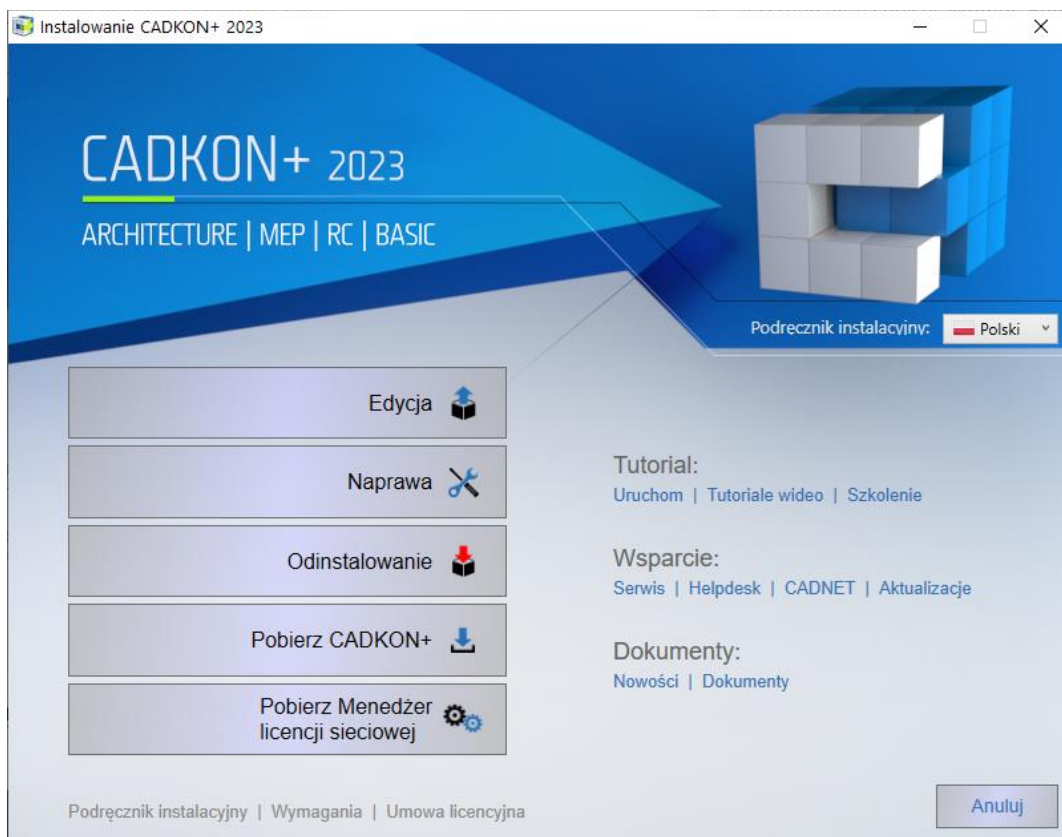 Instalowanie CADKON+ 2023
CADKON+ 2023
ARCHITECTURE | MEP | RC | BASIC
Podręcznik instalacyjny: Polski
Edycja
Naprawa
Odinstalowanie
Pobierz CADKON+
Pobierz Menedżer
licencji sieciowej
Tutorial:
Uruchom | Tutoriale wideo | Szkolenie
Wsparcie:
Serwis | Helpdesk | CADNET | Aktualizacje
Dokumenty:
Nowości | Dokumenty
Podręcznik instalacyjny | Wymagania | Umowa licencyjna
Anuluj